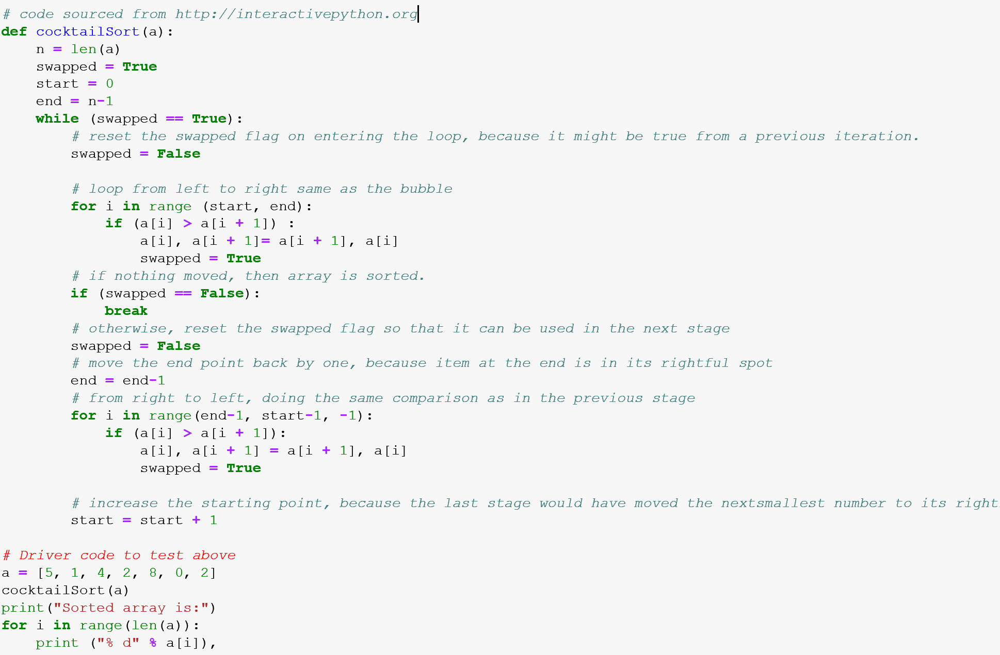 # code sourced from http://interactivepython.org
def cocktailSort(a):
    n = len(a)
    swapped = True
    start = 0
    end = n-1
    while (swapped == True):
        # reset the swapped flag on entering the loop, because it might be true from a previous iteration.
        swapped = False

        # loop from left to right same as the bubble
        for i in range (start, end):
            if (a[i] > a[i + 1]) :
                a[i], a[i + 1]= a[i + 1], a[i]
                swapped = True
        # if nothing moved, then array is sorted.
        if (swapped == False):
            break
        # otherwise, reset the swapped flag so that it can be used in the next stage
        swapped = False
        # move the end point back by one, because item at the end is in its rightful spot
        end = end-1
        # from right to left, doing the same comparison as in the previous stage
        for i in range(end-1, start-1, -1):
            if (a[i] > a[i + 1]):
                a[i], a[i + 1] = a[i + 1], a[i]
                swapped = True

        # increase the starting point, because the last stage would have moved the nextsmallest number to its right
        start = start + 1

# Driver code to test above
a = [5, 1, 4, 2, 8, 0, 2]
cocktailSort(a)
print("Sorted array is:")
for i in range(len(a)):
    print ("% d" % a[i]),